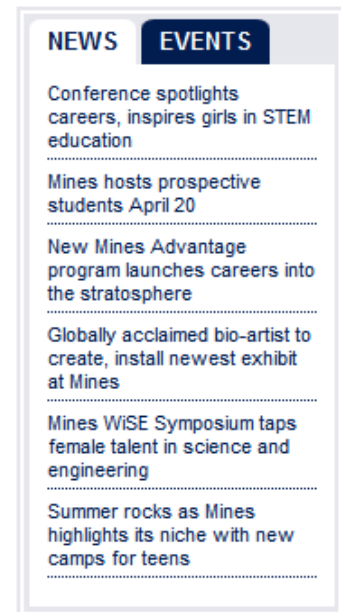 NEWS EVENTS
Conference spotlights
careers, inspires girls in STEM
education
Mines hosts prospective
students April 20
New Mines Advantage
program launches careers into
the stratosphere
Globally acclaimed bio-artist to
create, install newest exhibit
at Mines
Mines WiSE Symposium taps
female talent in science and
engineering
Summer rocks as Mines
highlights its niche with new
camps for teens